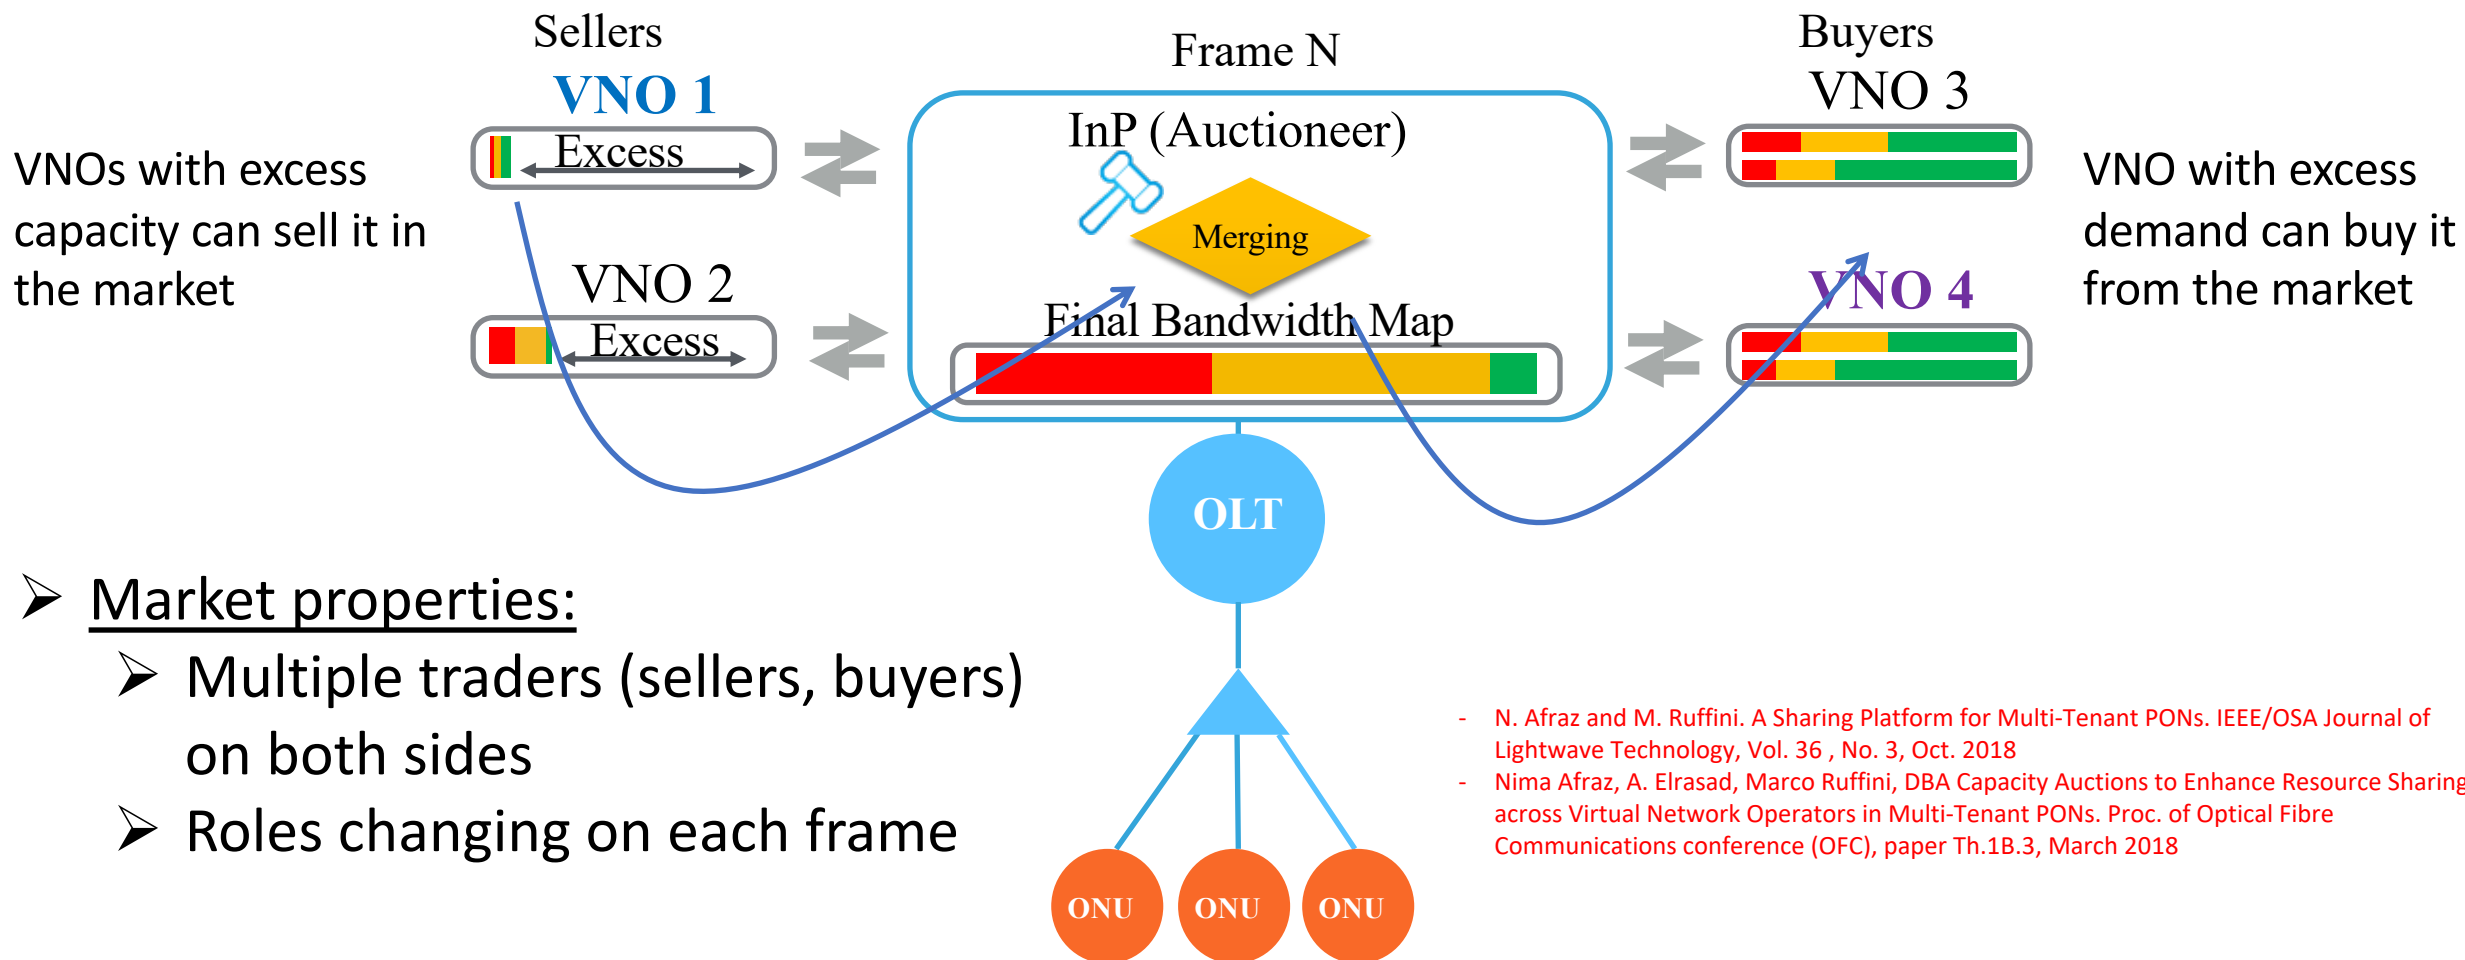 Sellers
VNO 1
Excess
VNOs with excess
capacity can sell it in
the market
VNO 2
Excess
Frame N
InP (Auctioneer)
Merging
Final Bandwidth Map
Buyers
VNO 3
VNO 4
VNO with excess
demand can buy it
from the market
OLT
ONU
ONU
ONU
➢ Market properties:
➢ Multiple traders (sellers, buyers)
on both sides
➢ Roles changing on each frame
- N. Afraz and M. Ruffini. A Sharing Platform for Multi-Tenant PONs. IEEE/OSA Journal of
Lightwave Technology, Vol. 36 , No. 3, Oct. 2018
- Nima Afraz, A. Elrasad, Marco Ruffini, DBA Capacity Auctions to Enhance Resource Sharing
across Virtual Network Operators in Multi-Tenant PONs. Proc. of Optical Fibre
Communications conference (OFC), paper Th.1B.3, March 2018